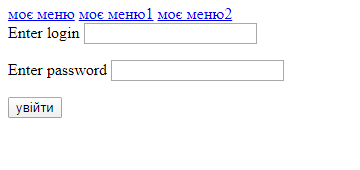 моє меню моє меню1 моє меню2
Enter login
Enter password
увійти